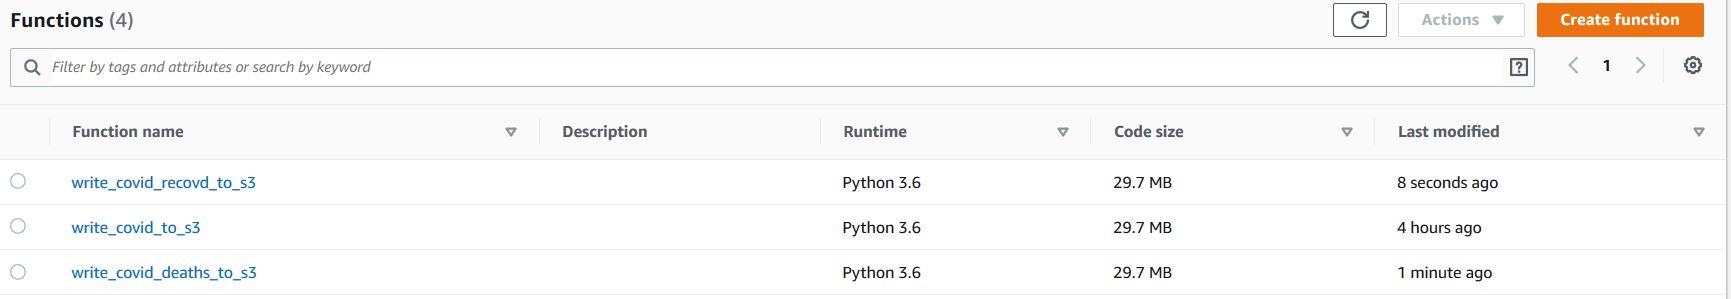 Functions (4)
Actions
Create function
Filter by tags and attributes or search by keyword
?
1
Function name Description Runtime Code size Last modified
write_covid_recovd_to_s3 Python 3.6 29.7 MB 8 seconds ago
write_covid_to_s3 Python 3.6 29.7 MB 4 hours ago
write_covid_deaths_to_s3 Python 3.6 29.7 MB 1 minute ago